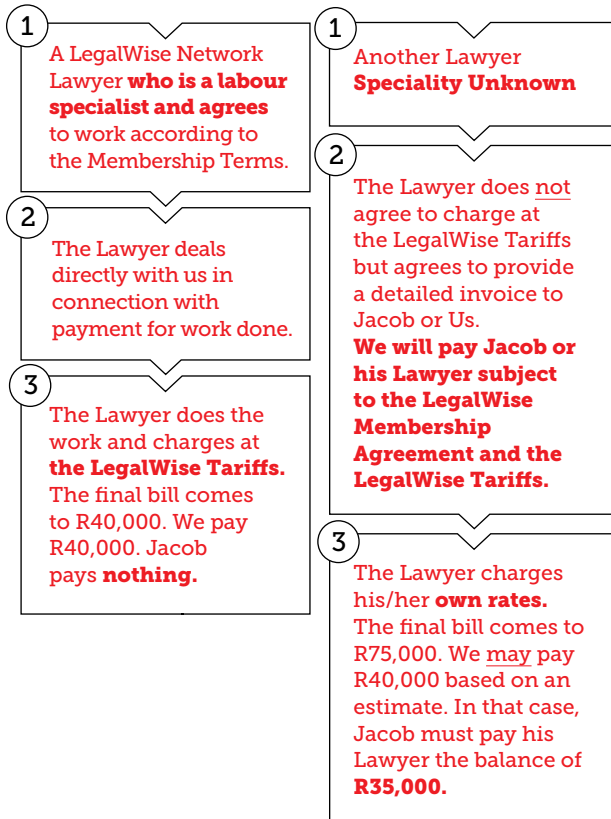 1
A LegalWise Network
Lawyer who is a labour
specialist and agrees
to work according to
the Membership Terms.
2
The Lawyer deals
directly with us in
connection with
payment for work done.
3
The Lawyer does the
work and charges at
the LegalWise Tariffs.
The final bill comes
to R40,000. We pay
R40,000. Jacob
pays nothing.
1
Another Lawyer
Speciality Unknown
2
The Lawyer does not
agree to charge at
the LegalWise Tariffs
but agrees to provide
a detailed invoice to
Jacob or Us.
We will pay Jacob or
his Lawyer subject
to the LegalWise
Membership
Agreement and the
LegalWise Tariffs.
3
The Lawyer charges
his/her own rates.
The final bill comes to
R75,000. We may pay
R40,000 based on an
estimate. In that case,
Jacob must pay his
Lawyer the balance of
R35,000.